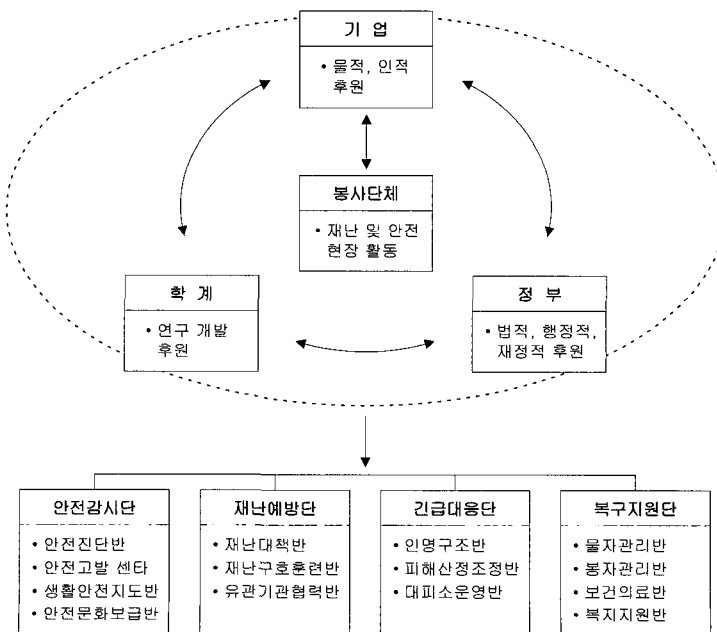 기 업
• 물적, 인적
후원
봉사단체
• 재난 및 안전
현장 활동
학 계
• 연구 개발
후원
정 부
• 법적, 행정적,
재정적 후원
안전감시단
• 안전진단반
• 안전고발 센타
• 생활안전지도반
• 안전문화보급반
재난예방단
• 재난대책반
• 재난구호훈련반
• 유관기관협력반
긴급대응단
• 인명구조반
• 피해산정조정반
• 대피소운영반
복구지원단
• 물자관리반
• 봉자관리반
• 보건의료반
• 복지지원반